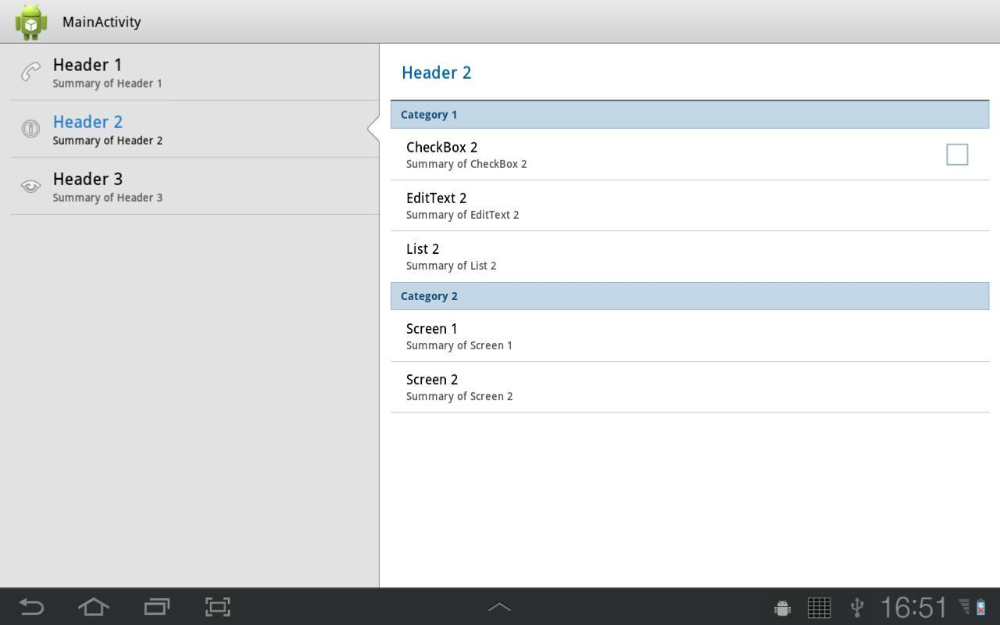 MainActivity
Header 1
Summary of Header 1
Header 2
Summary of Header 2
Header 3
Summary of Header 3
Header 2
Category 1
CheckBox 2
Summary of CheckBox 2
EditText 2
Summary of EditText 2
List 2
Summary of List 2
Category 2
Screen 1
Summary of Screen 1
Screen 2
Summary of Screen 2
16:51